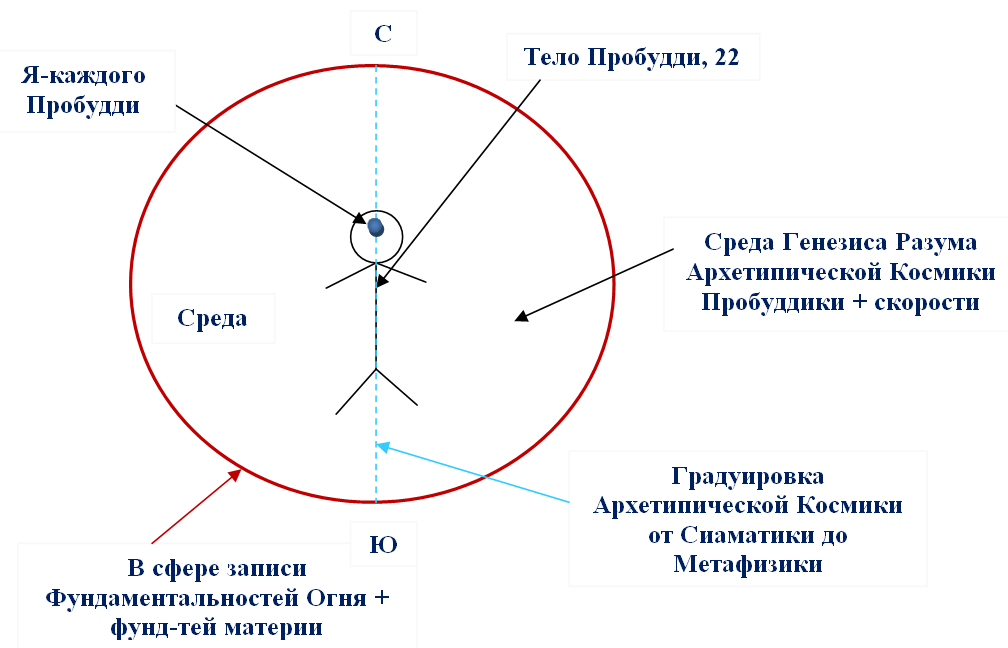 С
Тело Пробудди, 22
Я-каждого
Пробудди
Среда Генезиса Разума
Архетипической Космики
Пробуддики + скорости
Среда
Градуировка
Архетипической Космики
от Сиаматики до
Метафизики
Ю
В сфере записи
Фундаментальностей Огня +
фунд-тей материи